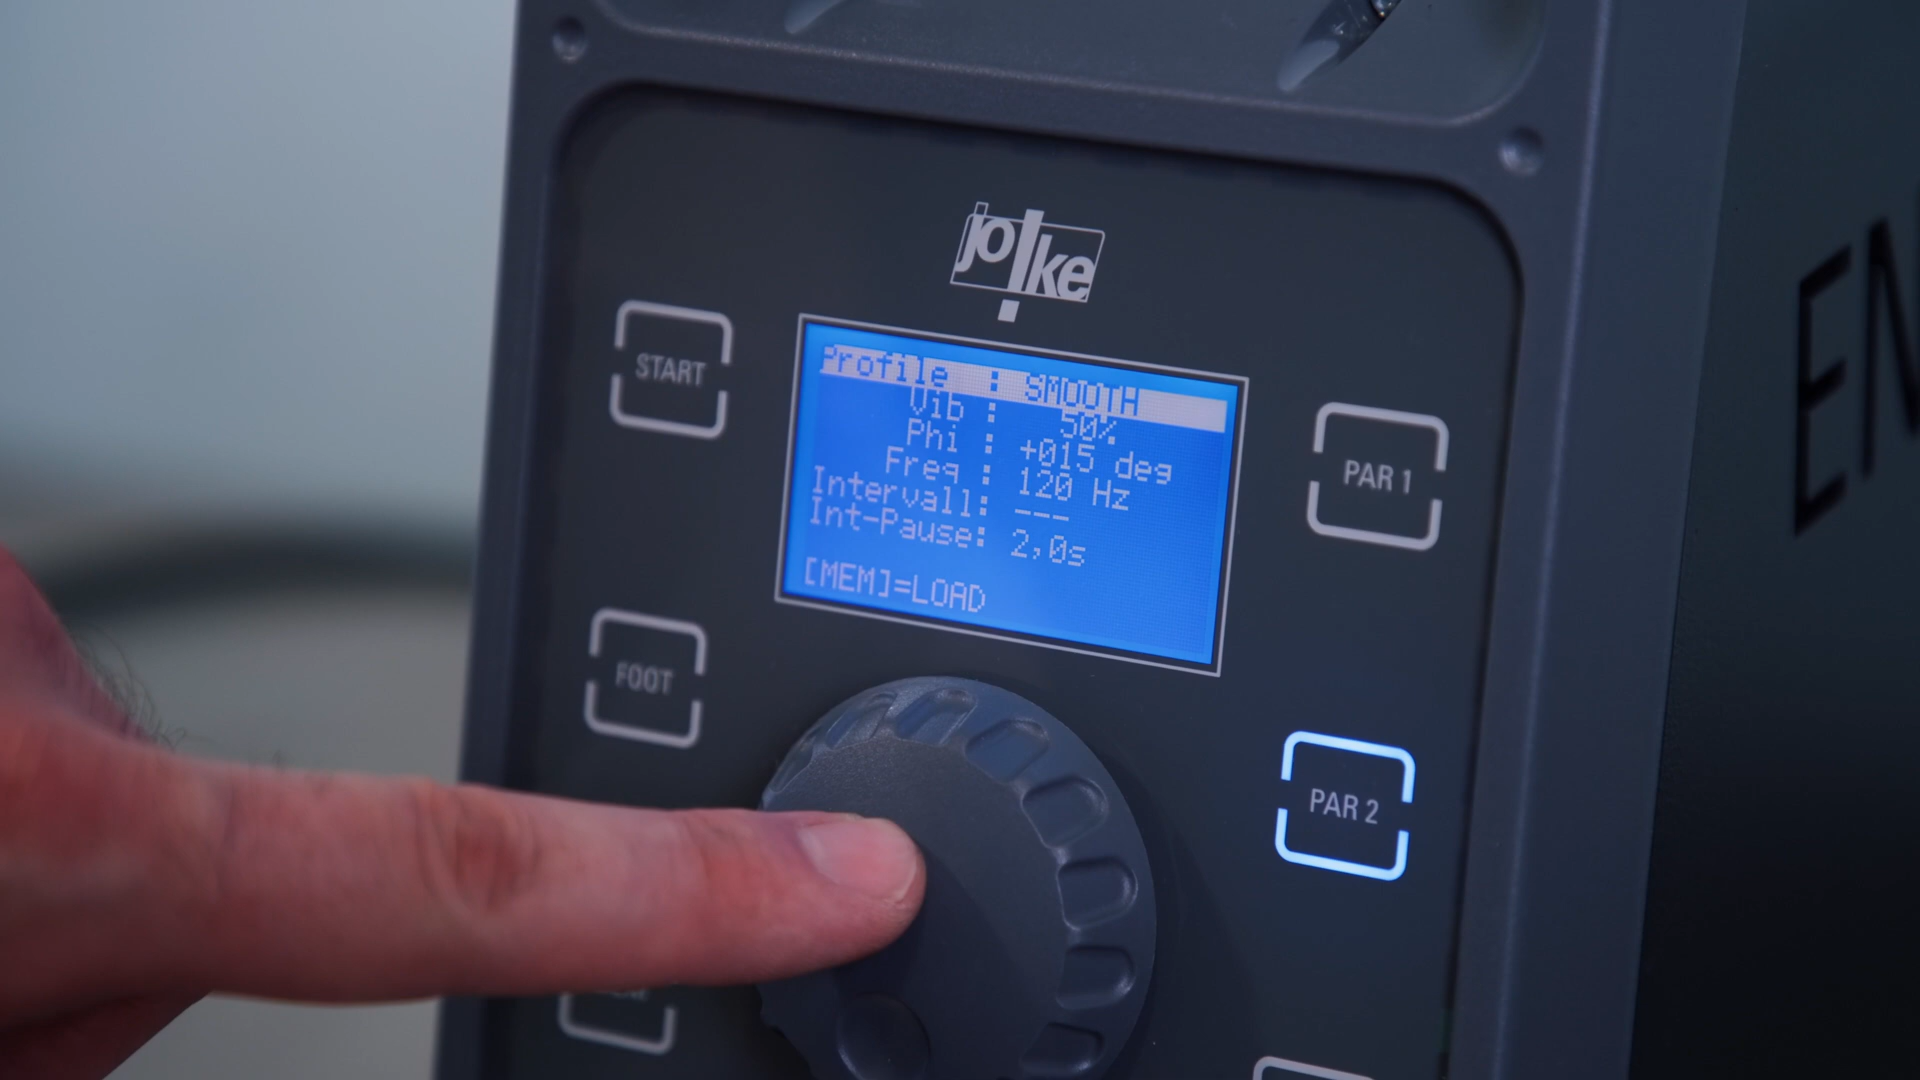 jo!ke
START
Profile : SMOOTH
Vib : 50%
Phi : +015 deg
Freq : 120 Hz
Intervall: ---
Int-Pause: 2,0s
[MEM]=LOAD
PAR 1
FOOT
PAR 2